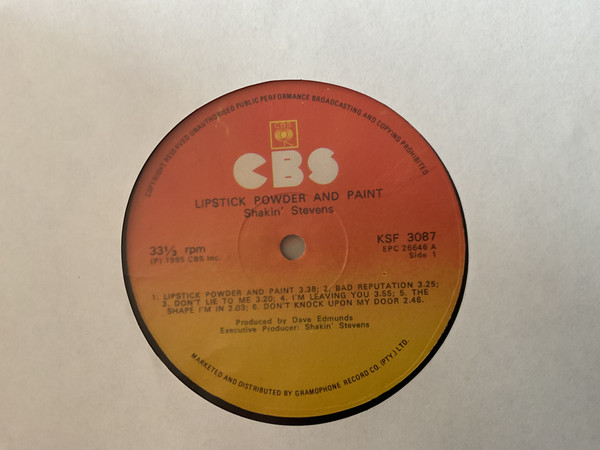 COPYRIGHT RESERVED UNAUTHORISED PUBLIC PERFORMANCE BROADCASTING AND COPYING PROHIBITED
CBS
CBS
LIPSTICK POWDER AND PAINT
Shakin' Stevens
33⅓ rpm
(P) 1985 CBS Inc.
KSF 3087
EPC 26646 A
Side 1
1. LIPSTICK POWDER AND PAINT 3.38; 2. BAD REPUTATION 3.25;
3. DON'T LIE TO ME 3.20; 4. I'M LEAVING YOU 3.55; 5. THE
SHAPE I'M IN 2.03; 6. DON'T KNOCK UPON MY DOOR 2.46.
Produced by Dave Edmunds
Executive Producer: Shakin' Stevens
MARKETED AND DISTRIBUTED BY GRAMOPHONE RECORD CO. (PTY.) LTD.